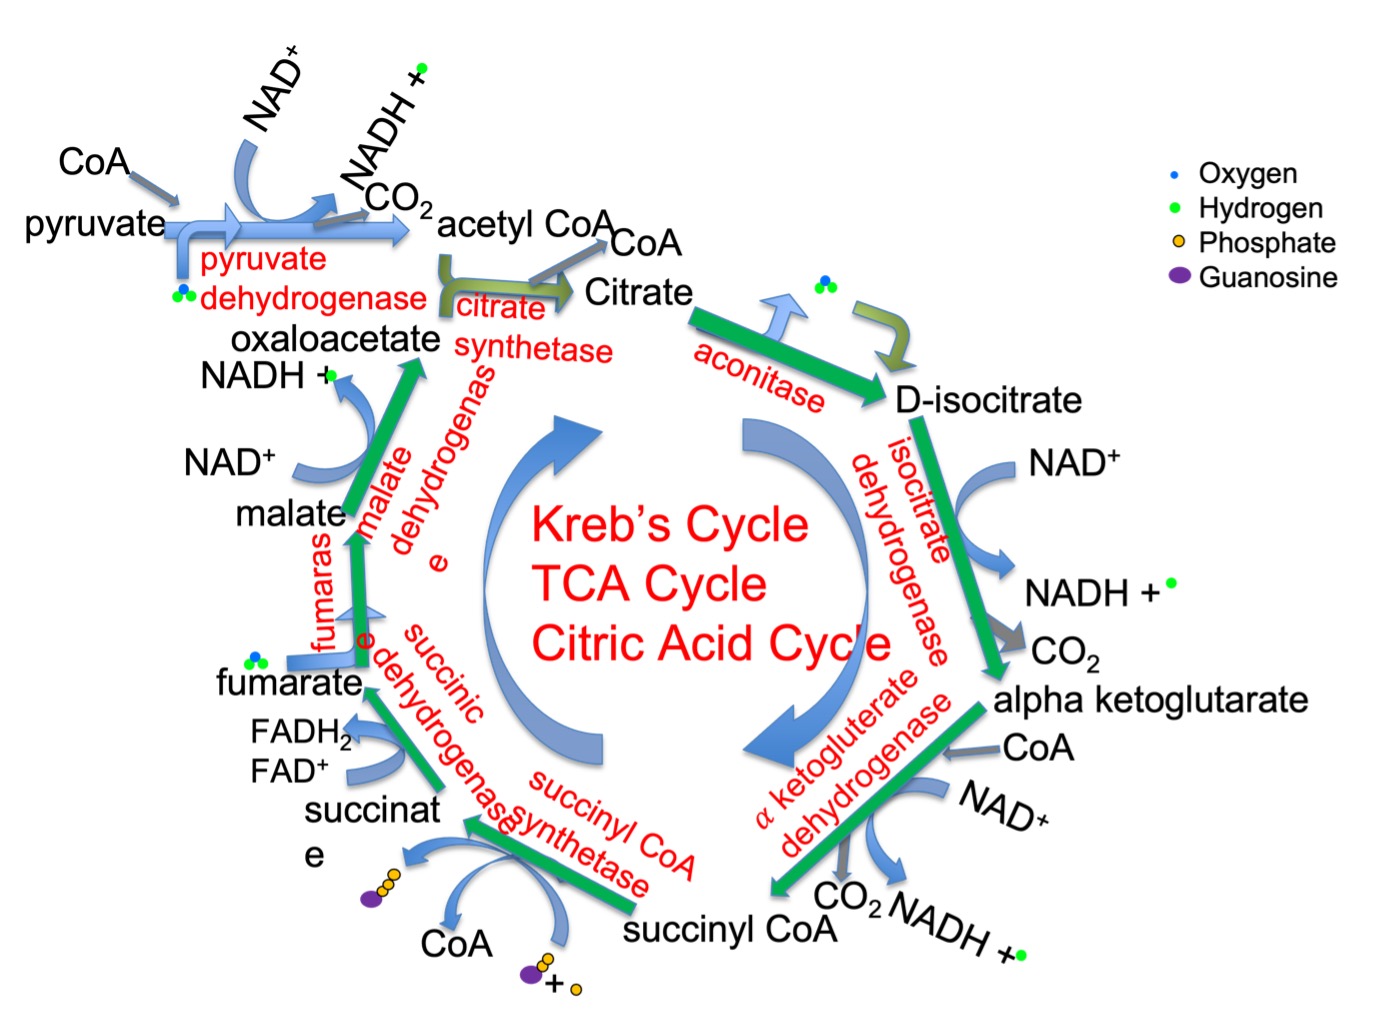 NAD⁺
NADH +
CoA
CO₂
pyruvate
acetyl CoA
CoA
pyruvate
dehydrogenase
citrate
synthetase
Citrate
oxaloacetate
aconitase
D-isocitrate
NADH +
NAD⁺
malate
malate
dehydrogenas
e
isocitrate
dehydrogenase
NAD⁺
NADH +
CO₂
Kreb's Cycle
TCA Cycle
Citric Acid Cycle
fumaras
e
fumarate
succinic
dehydrogenase
alpha ketoglutarate
α ketogluterate
dehydrogenase
CoA
NAD⁺
FADH₂
FAD⁺
succinat
e
succinyl CoA
synthetase
CO₂
NADH +
succinyl CoA
CoA
+
Oxygen
Hydrogen
Phosphate
Guanosine